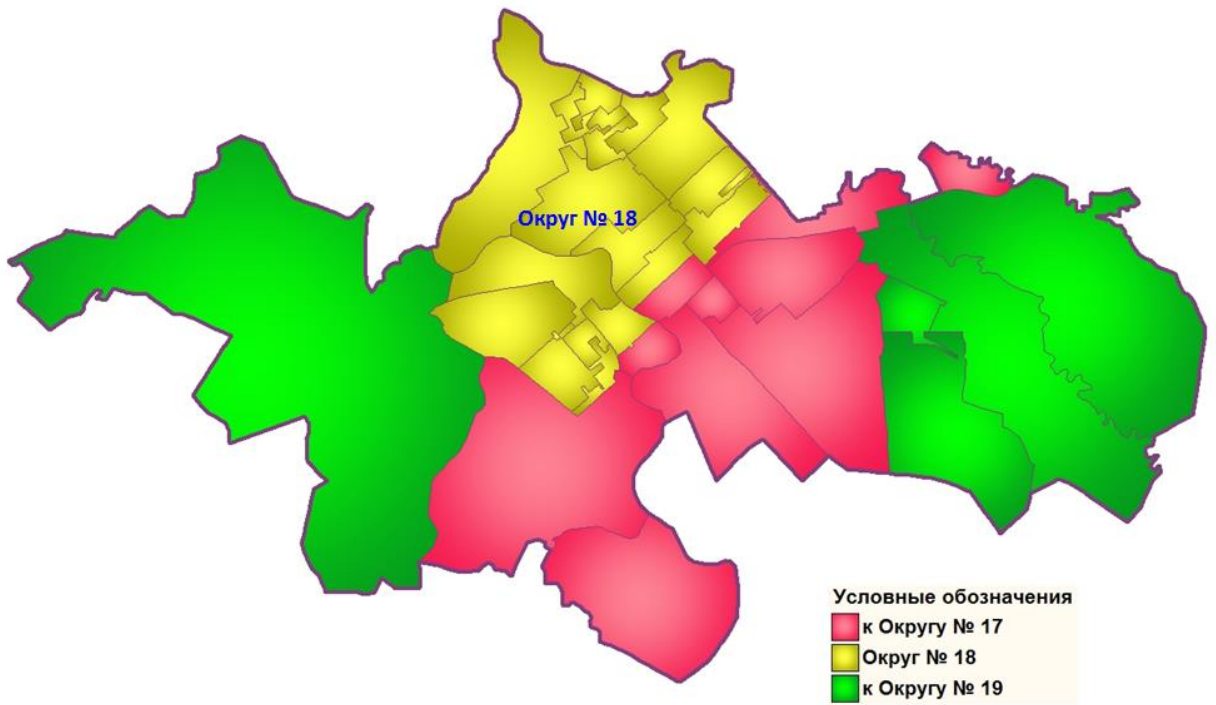 Округ № 18
Условные обозначения
к Округу № 17
Округ № 18
к Округу № 19